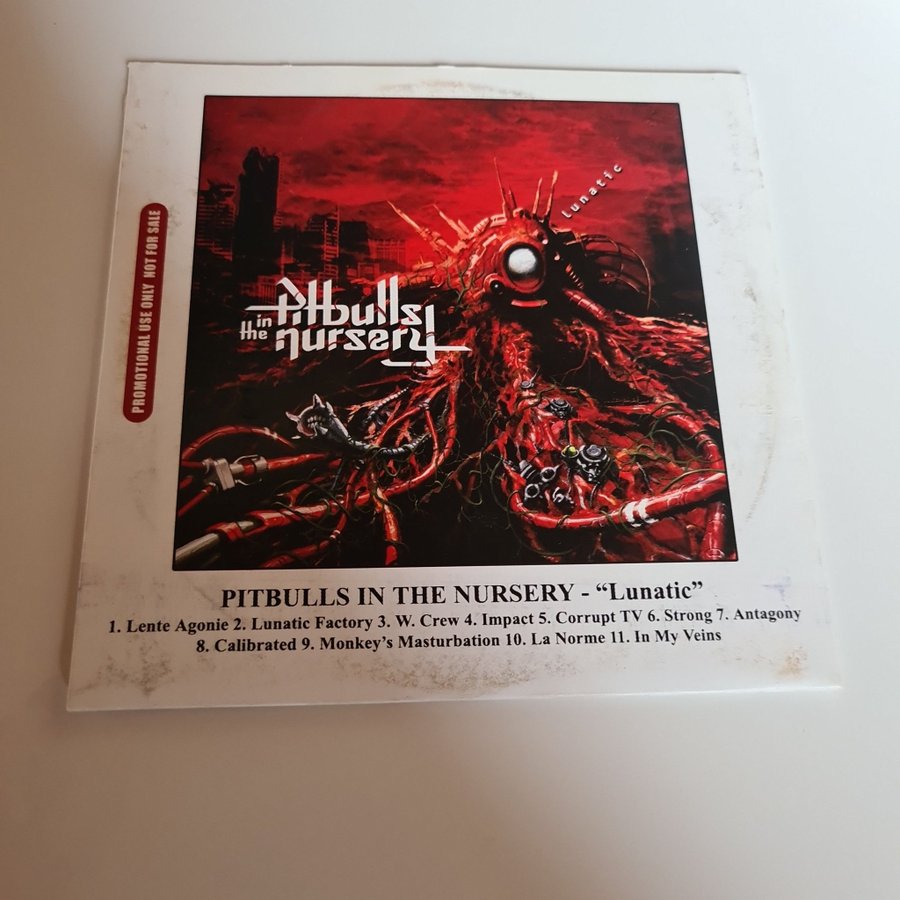 PROMOTIONAL USE ONLY NOT FOR SALE
lunatic
Pitbulls
in the
nursery
PITBULLS IN THE NURSERY - “Lunatic”
1. Lente Agonie 2. Lunatic Factory 3. W. Crew 4. Impact 5. Corrupt TV 6. Strong 7. Antagony
8. Calibrated 9. Monkey’s Masturbation 10. La Norme 11. In My Veins